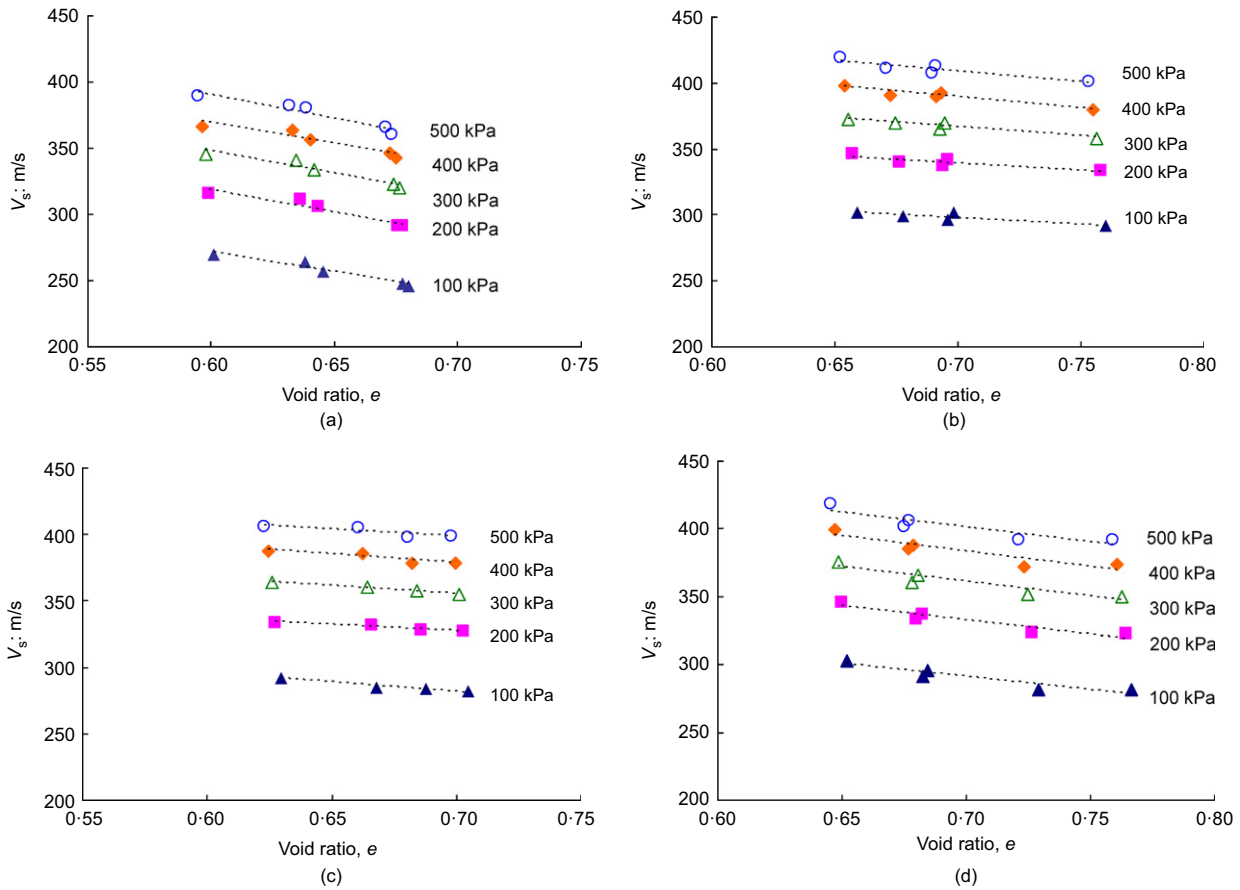 450
400
350
300
250
200
Vs: m/s
500 kPa
400 kPa
300 kPa
200 kPa
100 kPa
0·55
0·60
0·65
0·70
0·75
Void ratio, e
(a)
450
400
350
300
250
200
Vs: m/s
500 kPa
400 kPa
300 kPa
200 kPa
100 kPa
0·60
0·65
0·70
0·75
0·80
Void ratio, e
(b)
450
400
350
300
250
200
Vs: m/s
500 kPa
400 kPa
300 kPa
200 kPa
100 kPa
0·55
0·60
0·65
0·70
0·75
Void ratio, e
(c)
450
400
350
300
250
200
Vs: m/s
500 kPa
400 kPa
300 kPa
200 kPa
100 kPa
0·60
0·65
0·70
0·75
0·80
Void ratio, e
(d)